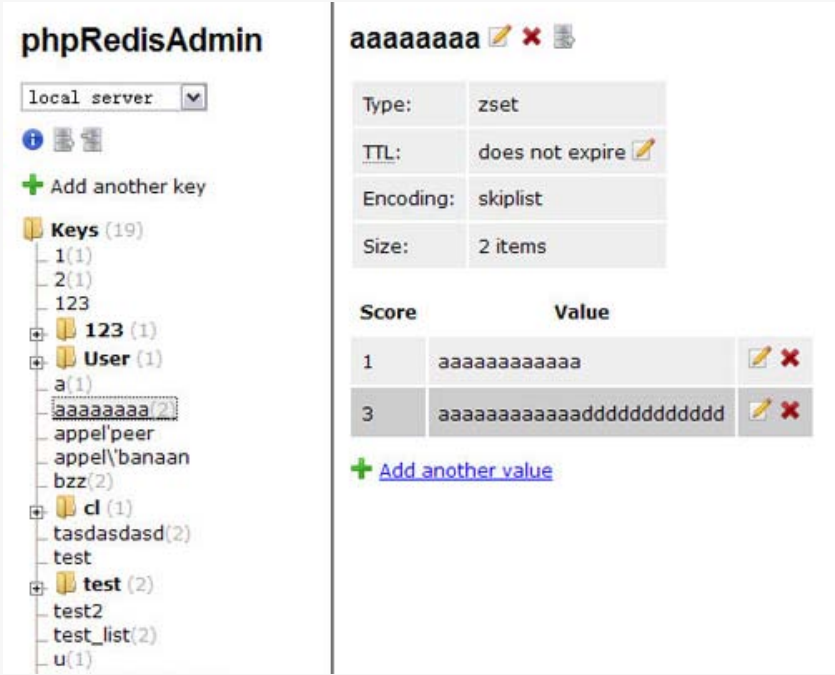 phpRedisAdmin
local server
Add another key
Keys (19)
1(1)
2(1)
123
123 (1)
User (1)
a(1)
aaaaaaaa(2)
appel'peer
appel\'banaan
bzz(2)
cl (1)
tasdasdasd(2)
test
test (2)
test2
test_list(2)
u(1)
aaaaaaaa
Type: zset
TTL: does not expire
Encoding: skiplist
Size: 2 items
Score Value
1 aaaaaaaaaaaa
3 aaaaaaaaaaaadddddddddddd
Add another value